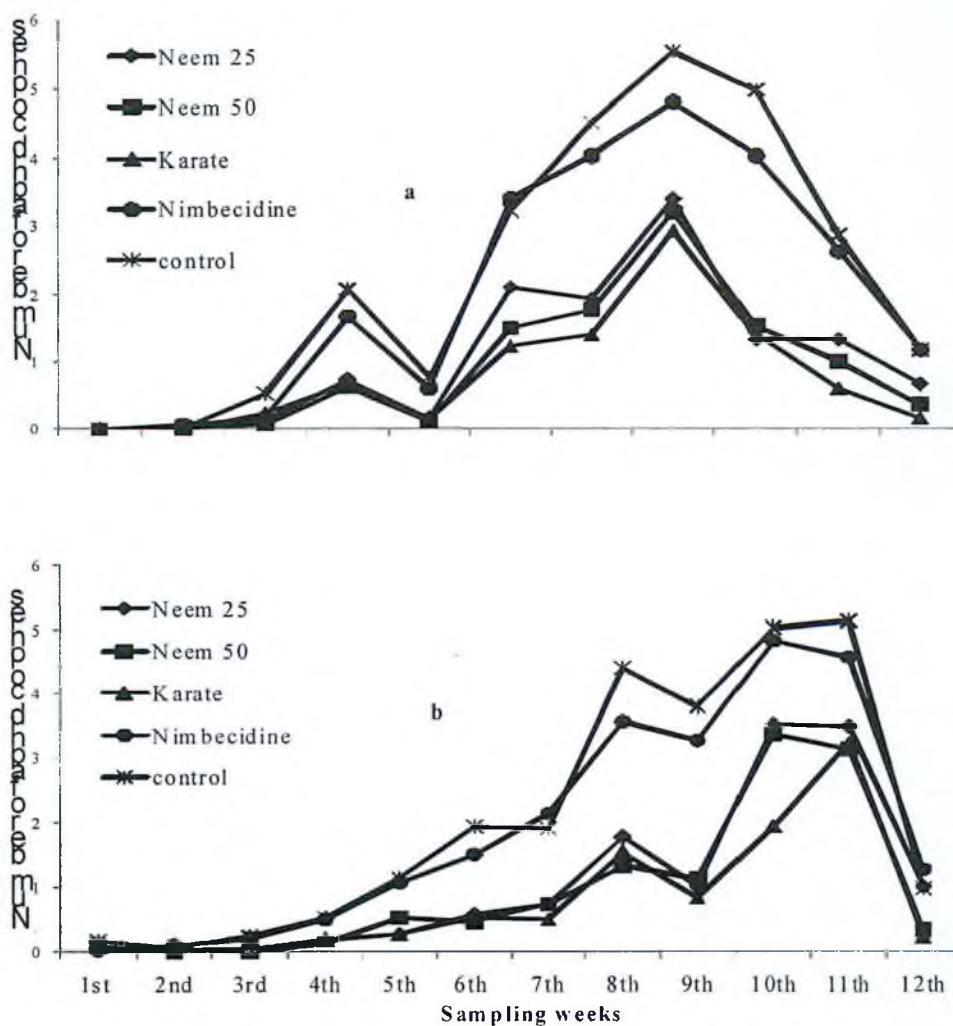 6
5
4
3
2
1
0
Neem 25
Neem 50
Karate
Nimbecidine
control
a
6
5
4
3
2
1
0
Neem 25
Neem 50
Karate
Nimbecidine
control
b
1st 2nd 3rd 4th 5th 6th 7th 8th 9th 10th 11th 12th
Sampling weeks